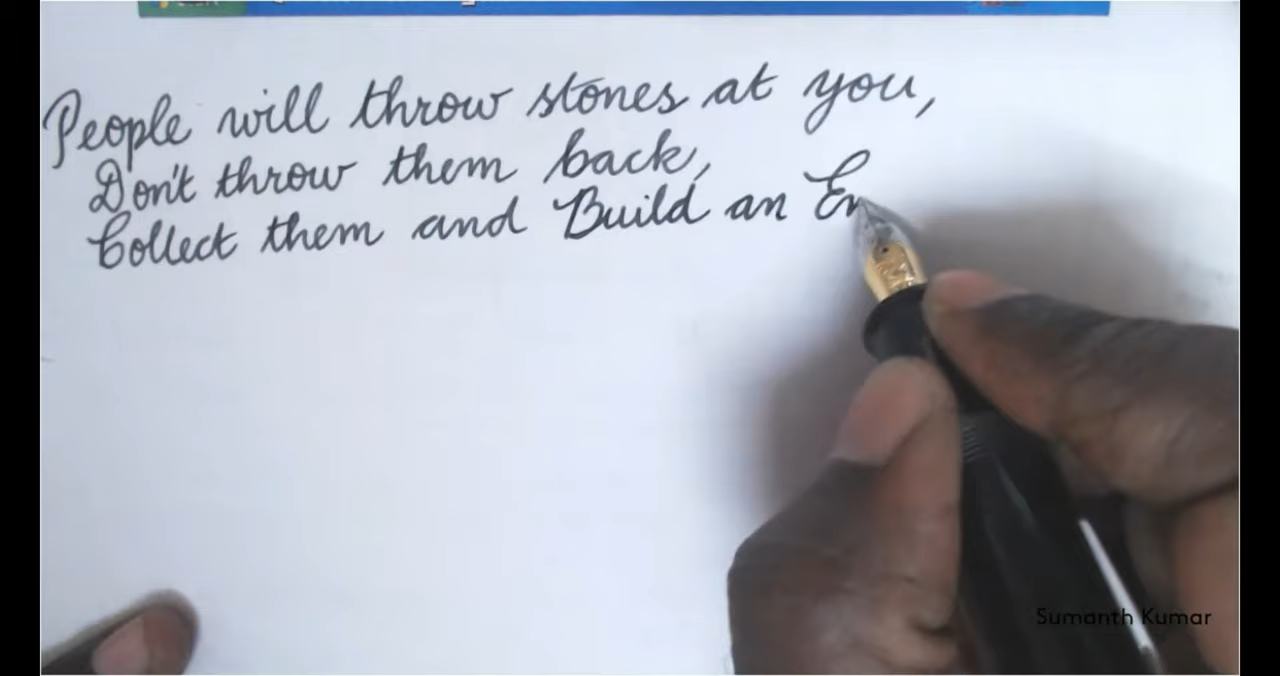 People will throw stones at you,
Don't throw them back,
Collect them and Build an
Sumanth Kumar